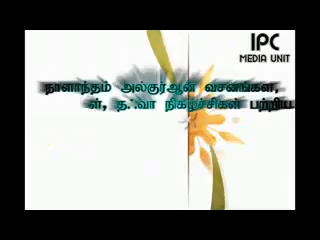 IPC
MEDIA UNIT
நாளாந்தம் அல்குர்ஆன் வசனங்கள்,
ள், த.்.வா நிகழ்ச்சிகள் பற்றிய